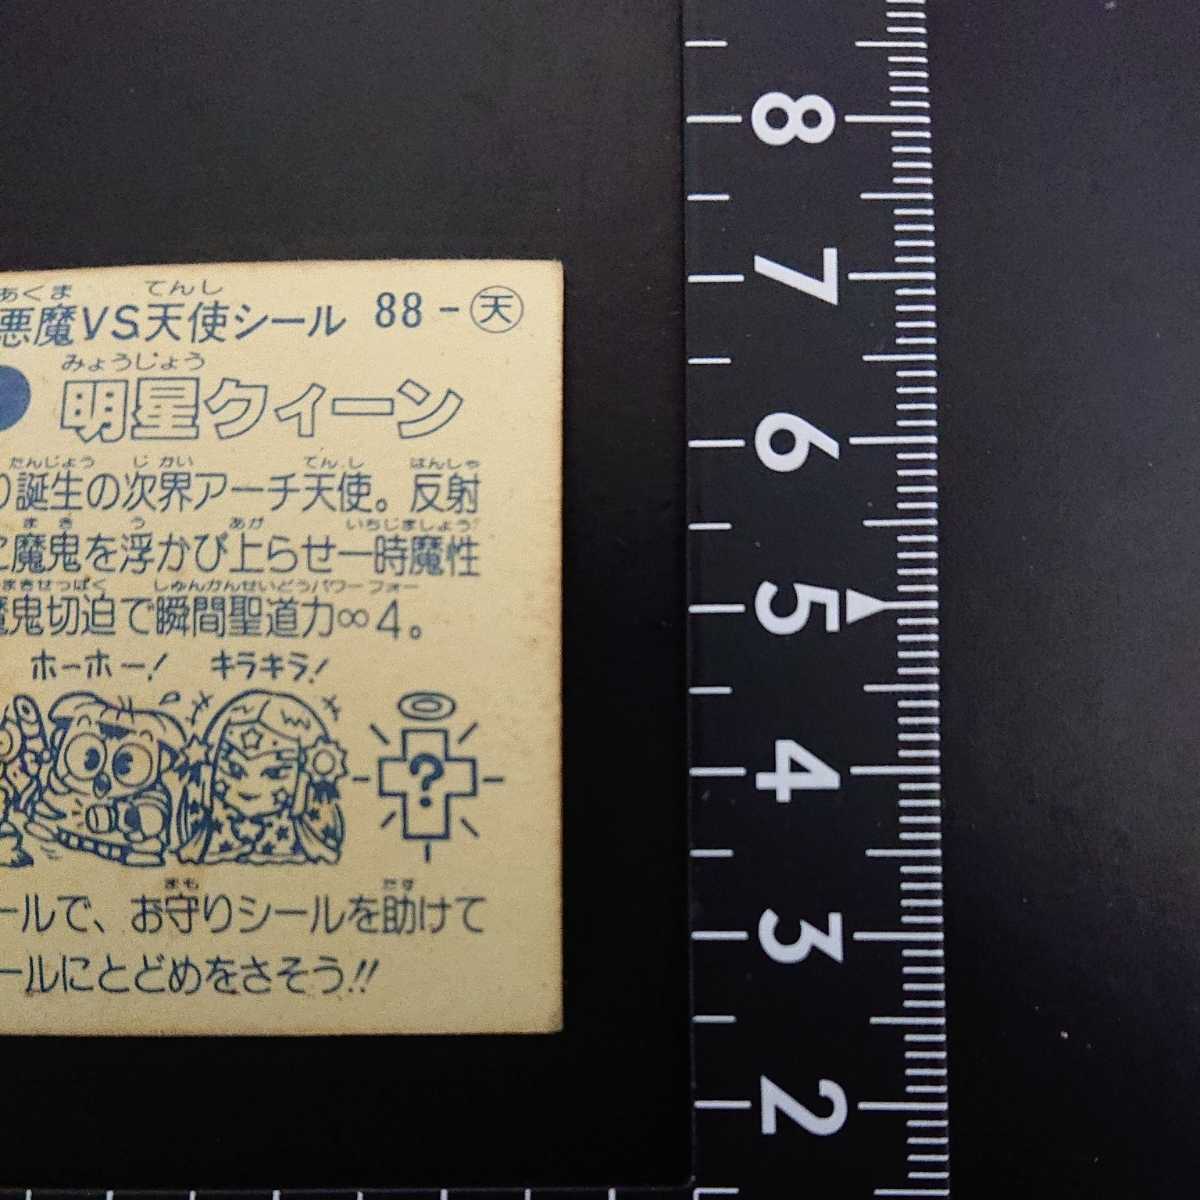 あくま てんし
悪魔VS.天使シール 88-天
みょうじょう
明星クィーン
たんじょう じかい てんし はんしゃ
り誕生の次界アーチ天使。反射
まき う あが いちじましょう
に魔鬼を浮かび上らせ一時魔性
まきせっぱく しゅんかんせいどうパワー フォー
魔鬼切迫で瞬間聖道力∞4。
ホーホー! キラキラ!
?
まも たす
ールで、お守りシールを助けて
ールにとどめをさそう!!
8
7
6
5
4
3
2